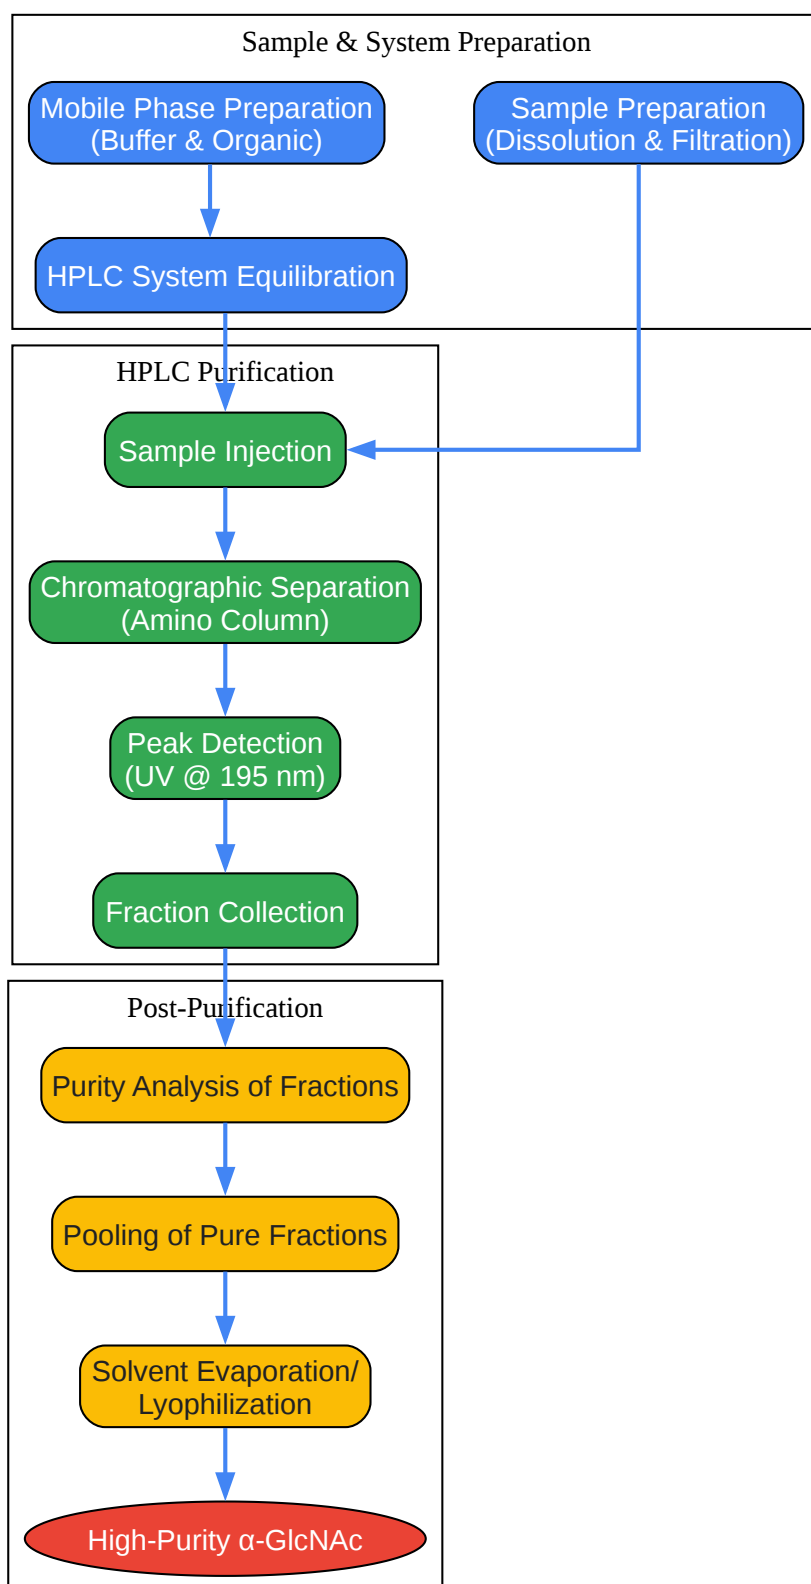 Sample & System Preparation
Mobile Phase Preparation
(Buffer & Organic)
Sample Preparation
(Dissolution & Filtration)
HPLC System Equilibration
HPLC Purification
Sample Injection
Chromatographic Separation
(Amino Column)
Peak Detection
(UV @ 195 nm)
Fraction Collection
Post-Purification
Purity Analysis of Fractions
Pooling of Pure Fractions
Solvent Evaporation/
Lyophilization
High-Purity α-GlcNAc